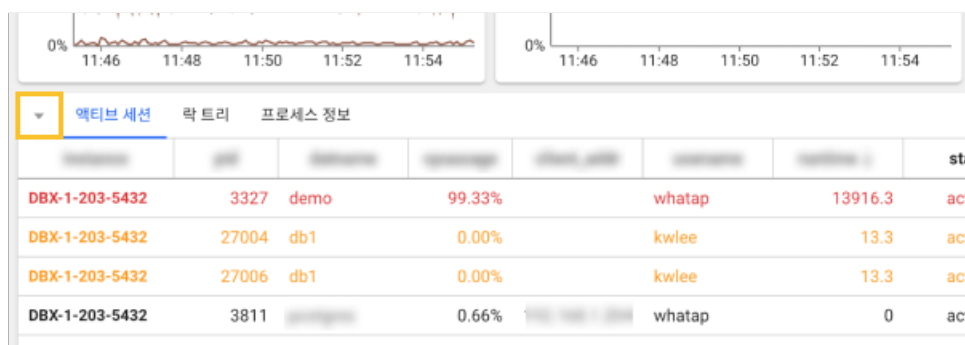 0% 0%
11:46 11:48 11:50 11:52 11:54 11:46 11:48 11:50 11:52 11:54
액티브 세션 락 트리 프로세스 정보
sta
DBX-1-203-5432 3327 demo 99.33% whatap 13916.3 ac
DBX-1-203-5432 27004 db1 0.00% kwlee 13.3 ac
DBX-1-203-5432 27006 db1 0.00% kwlee 13.3 ac
DBX-1-203-5432 3811 0.66% whatap 0 ac